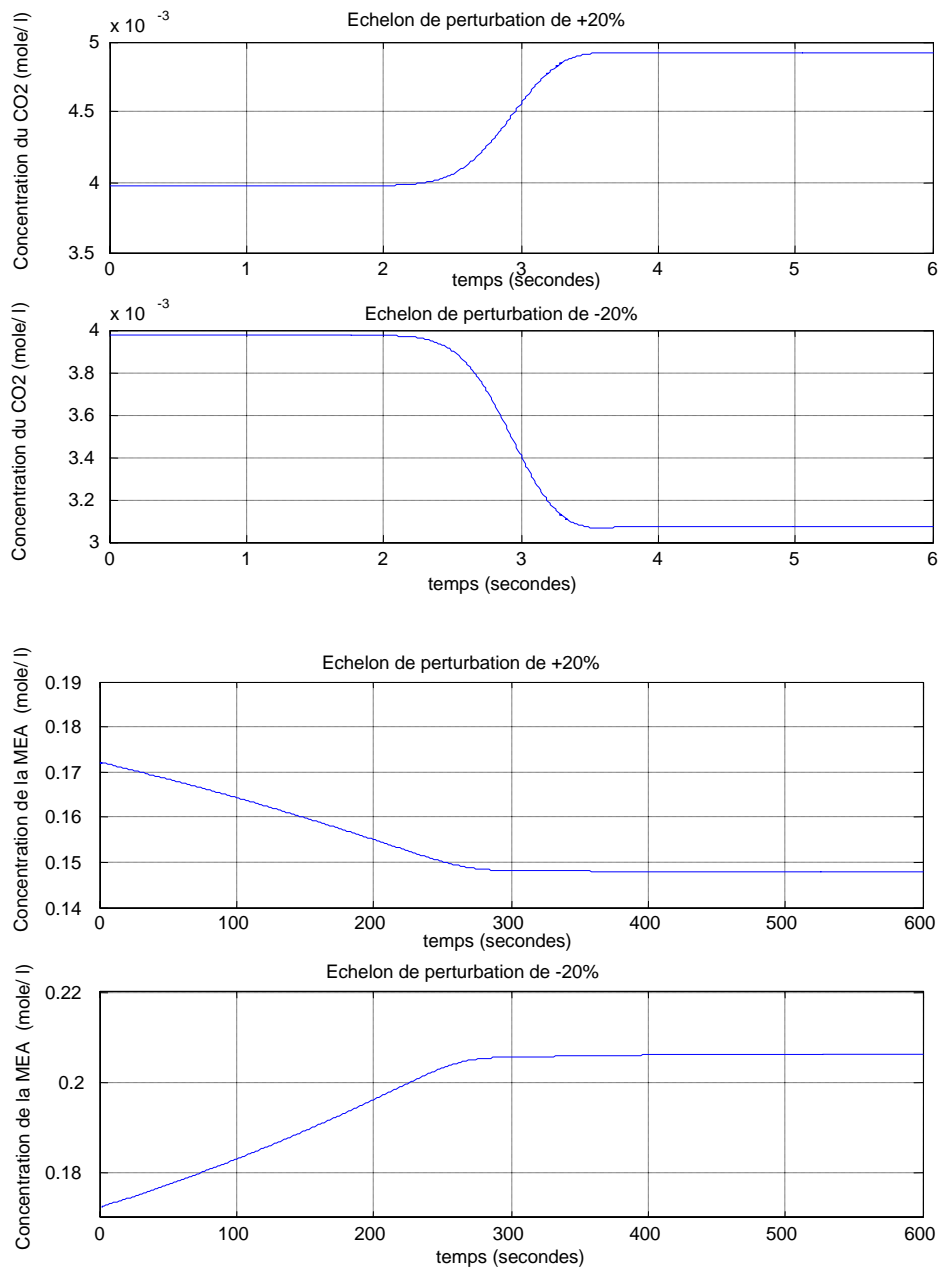 Echelon de perturbation de +20%
x 10 -3
Concentration du CO2 (mole/ l)
5
4.5
4
3.5
0 1 2 3 4 5 6
temps (secondes)
Echelon de perturbation de -20%
x 10 -3
Concentration du CO2 (mole/ l)
4
3.8
3.6
3.4
3.2
3
0 1 2 3 4 5 6
temps (secondes)
Echelon de perturbation de +20%
Concentration de la MEA (mole/ l)
0.19
0.18
0.17
0.16
0.15
0.14
0 100 200 300 400 500 600
temps (secondes)
Echelon de perturbation de -20%
Concentration de la MEA (mole/ l)
0.22
0.2
0.18
0 100 200 300 400 500 600
temps (secondes)